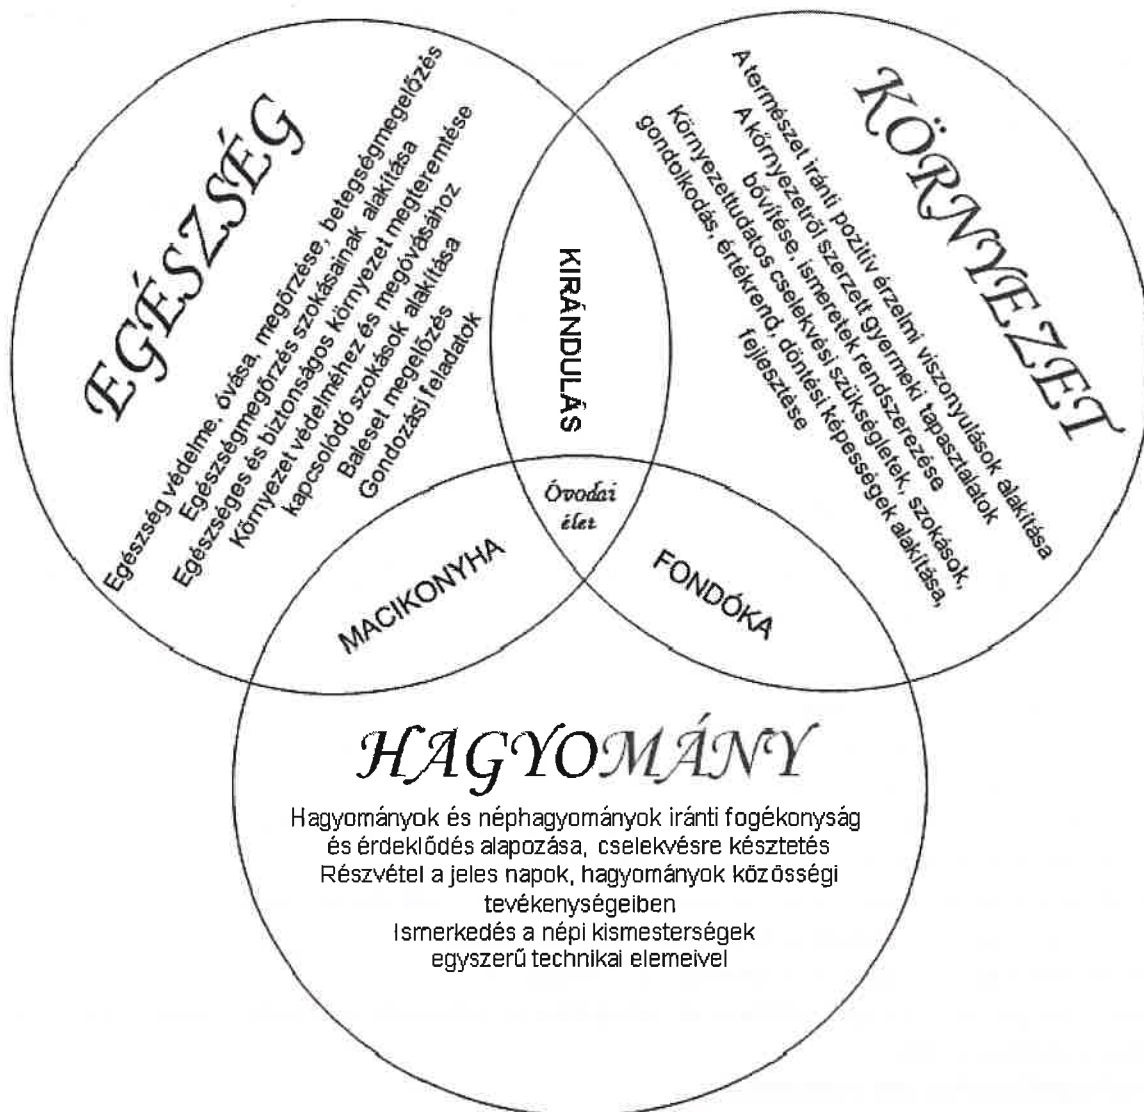 EGÉSZSÉG
Egészség védelme, óvása, megőrzése, betegségmegelőzés
Egészségmegőrzés szokásainak alakítása
Egészséges és biztonságos környezet megteremtése
Környezet védelméhez és megóvásához
kapcsolódó szokások alakítása
Baleset megelőzés
Gondozási feladatok
KÖRNYEZET
A természet iránti pozitív érzelmi viszonyulások alakítása
A környezetről szerzett gyermeki tapasztalatok
bővítése, ismeretek rendszerezése
Környezettudatos cselekvési szükségletek, szokások,
gondolkodás, értékrend, döntési képességek alakítása,
fejlesztése
KIRÁNDULÁS
Óvodai
élet
MACIKONYHA
FONDÓKA
HAGYOMÁNY
Hagyományok és néphagyományok iránti fogékonyság
és érdeklődés alapozása, cselekvésre késztetés
Részvétel a jeles napok, hagyományok közösségi
tevékenységeiben
Ismerkedés a népi kismesterségek
egyszerű technikai elemeivel